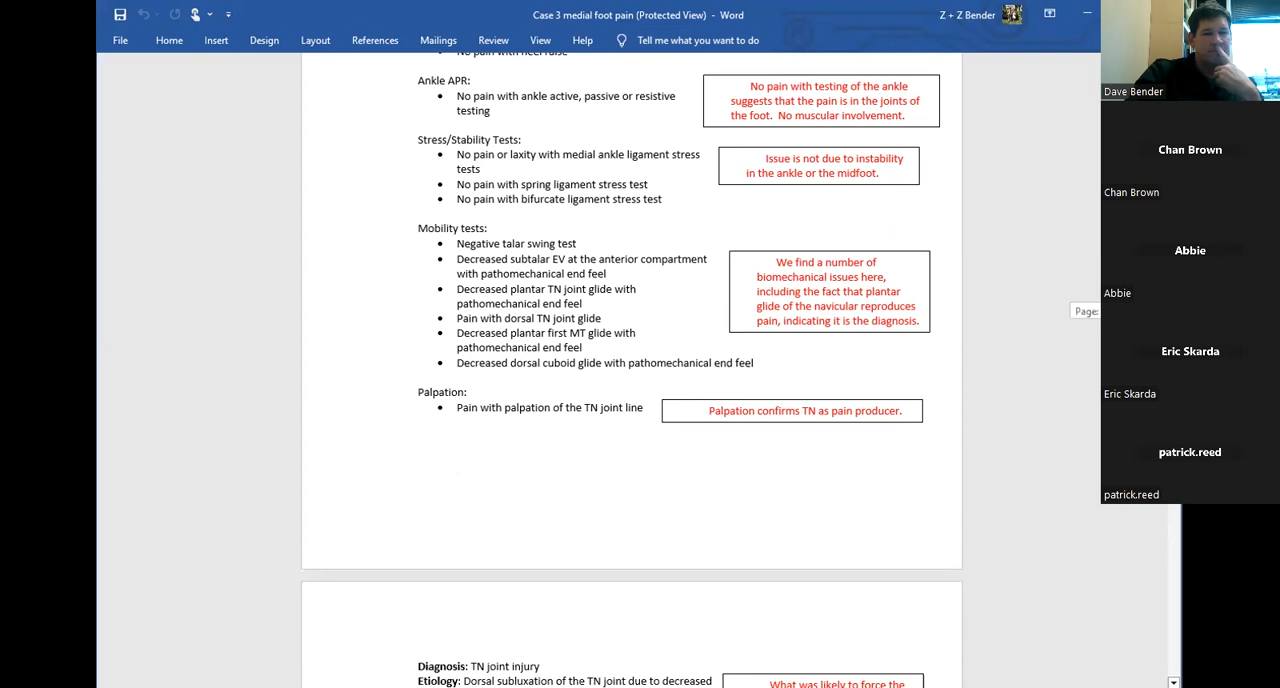 Case 3 medial foot pain (Protected View) - Word
Z + Z Bender
File Home Insert Design Layout References Mailings Review View Help Tell me what you want to do
No pain with heel raise
Ankle APR:
No pain with ankle active, passive or resistive
testing
No pain with testing of the ankle
suggests that the pain is in the joints of
the foot. No muscular involvement.
Stress/Stability Tests:
No pain or laxity with medial ankle ligament stress
tests
No pain with spring ligament stress test
No pain with bifurcate ligament stress test
Issue is not due to instability
in the ankle or the midfoot.
Mobility tests:
Negative talar swing test
Decreased subtalar EV at the anterior compartment
with pathomechanical end feel
Decreased plantar TN joint glide with
pathomechanical end feel
Pain with dorsal TN joint glide
Decreased plantar first MT glide with
pathomechanical end feel
Decreased dorsal cuboid glide with pathomechanical end feel
We find a number of
biomechanical issues here,
including the fact that plantar
glide of the navicular reproduces
pain, indicating it is the diagnosis.
Palpation:
Pain with palpation of the TN joint line
Palpation confirms TN as pain producer.
Diagnosis: TN joint injury
Etiology: Dorsal subluxation of the TN joint due to decreased
What was likely to force the
Page:
Dave Bender
Chan Brown
Chan Brown
Abbie
Abbie
Eric Skarda
Eric Skarda
patrick.reed
patrick.reed